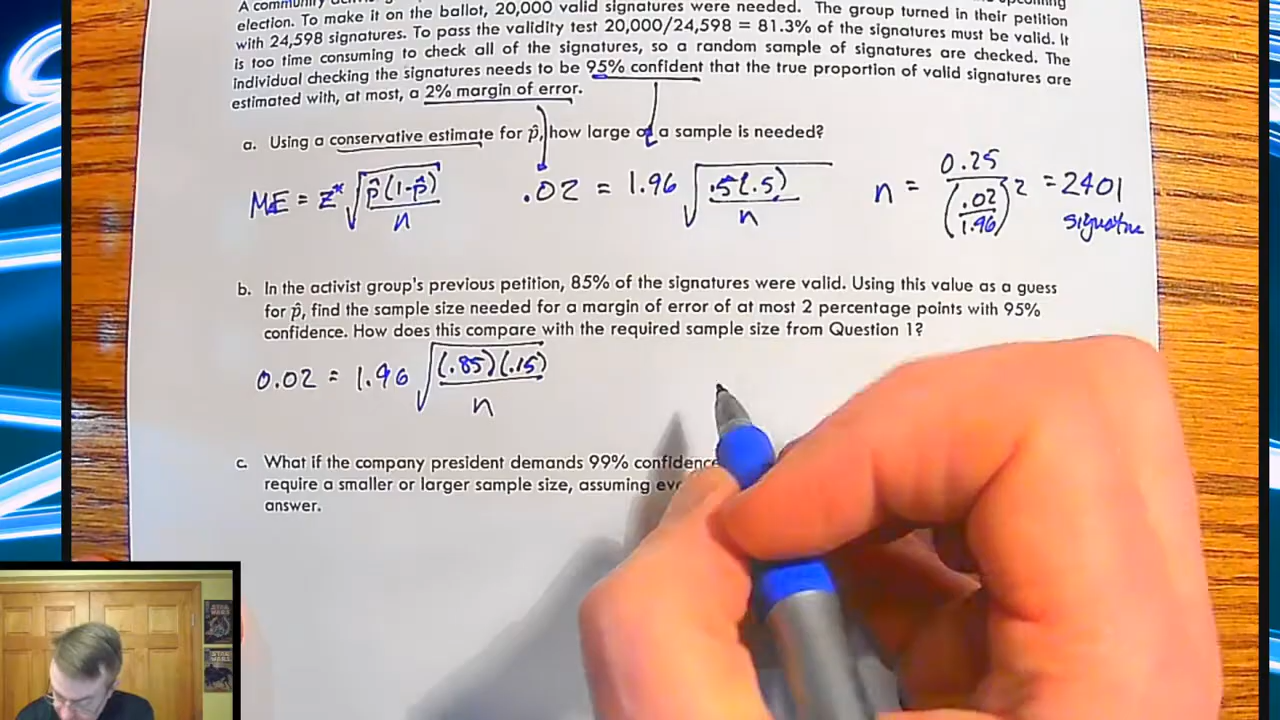 A community
election. To make it on the ballot, 20,000 valid signatures were needed. The group turned in their petition
with 24,598 signatures. To pass the validity test 20,000/24,598 = 81.3% of the signatures must be valid. It
is too time consuming to check all of the signatures, so a random sample of signatures are checked. The
individual checking the signatures needs to be 95% confident that the true proportion of valid signatures are
estimated with, at most, a 2% margin of error.
a. Using a conservative estimate for p̂, how large of a sample is needed?
ME = z* √(p̂(1-p̂)/n) .02 = 1.96 √(.5(.5)/n) n = 0.25/(.02/1.96)² = 2401
b. In the activist group's previous petition, 85% of the signatures were valid. Using this value as a guess
for p̂, find the sample size needed for a margin of error of at most 2 percentage points with 95%
confidence. How does this compare with the required sample size from Question 1?
0.02 = 1.96 √((.85)(.15)/n)
c. What if the company president demands 99% confidence
require a smaller or larger sample size, assuming
answer.
STAR WARS